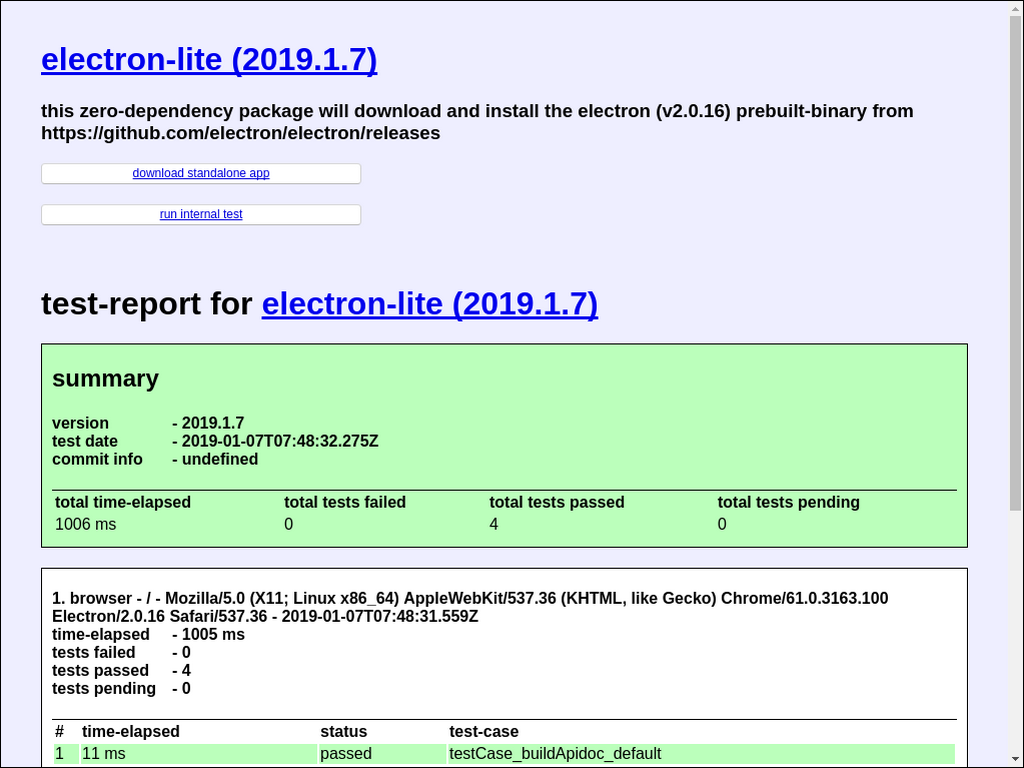 electron-lite (2019.1.7)
this zero-dependency package will download and install the electron (v2.0.16) prebuilt-binary from
https://github.com/electron/electron/releases
download standalone app
run internal test
test-report for electron-lite (2019.1.7)
summary
version - 2019.1.7
test date - 2019-01-07T07:48:32.275Z
commit info - undefined
total time-elapsed total tests failed total tests passed total tests pending
1006 ms 0 4 0
1. browser - / - Mozilla/5.0 (X11; Linux x86_64) AppleWebKit/537.36 (KHTML, like Gecko) Chrome/61.0.3163.100
Electron/2.0.16 Safari/537.36 - 2019-01-07T07:48:31.559Z
time-elapsed - 1005 ms
tests failed - 0
tests passed - 4
tests pending - 0
# time-elapsed status test-case
1 11 ms passed testCase_buildApidoc_default